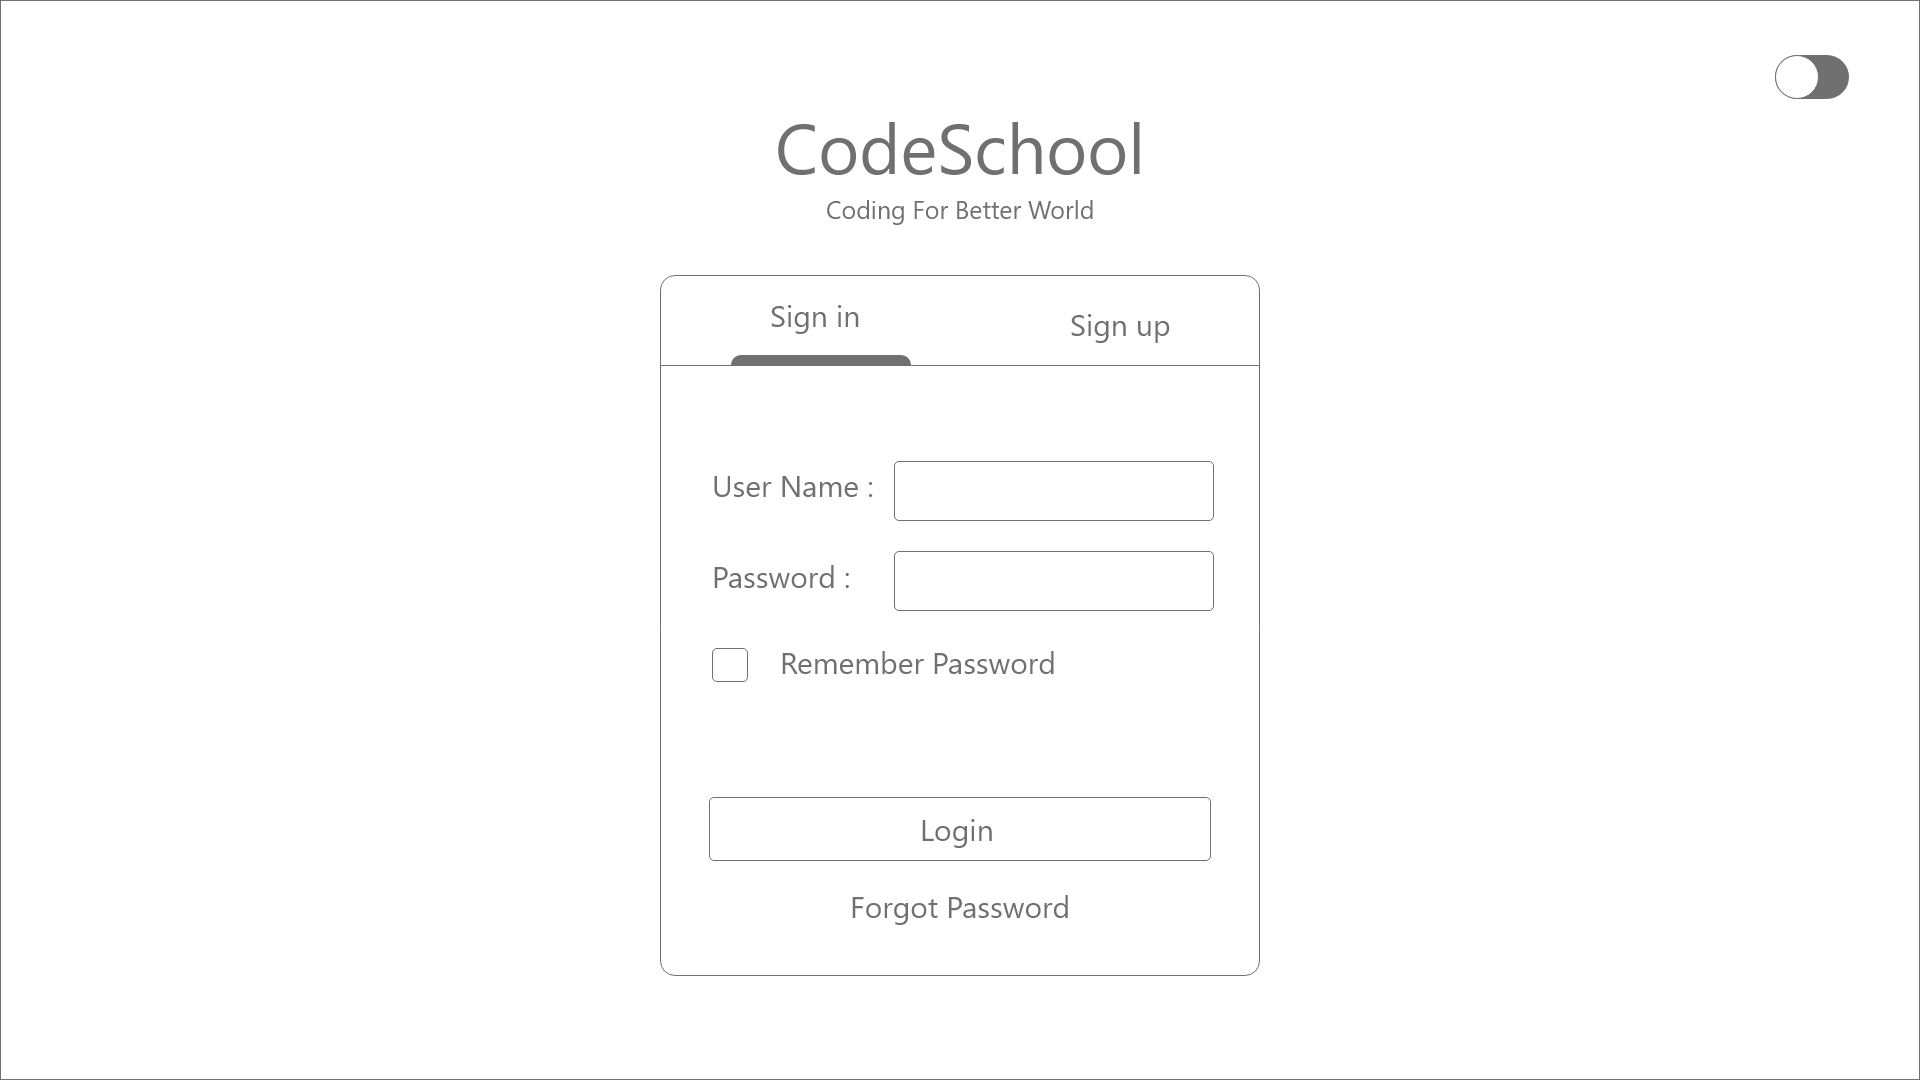 CodeSchool
Coding For Better World
Sign in
Sign up
User Name :
Password :
Remember Password
Login
Forgot Password